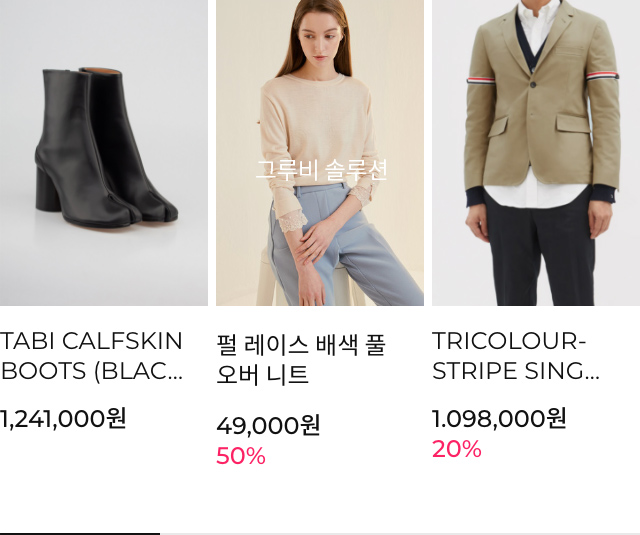 그루비 솔루션
TABI CALFSKIN
BOOTS (BLAC...
1,241,000원
펄 레이스 배색 풀
오버 니트
49,000원
50%
TRICOLOUR-
STRIPE SING...
1.098,000원
20%